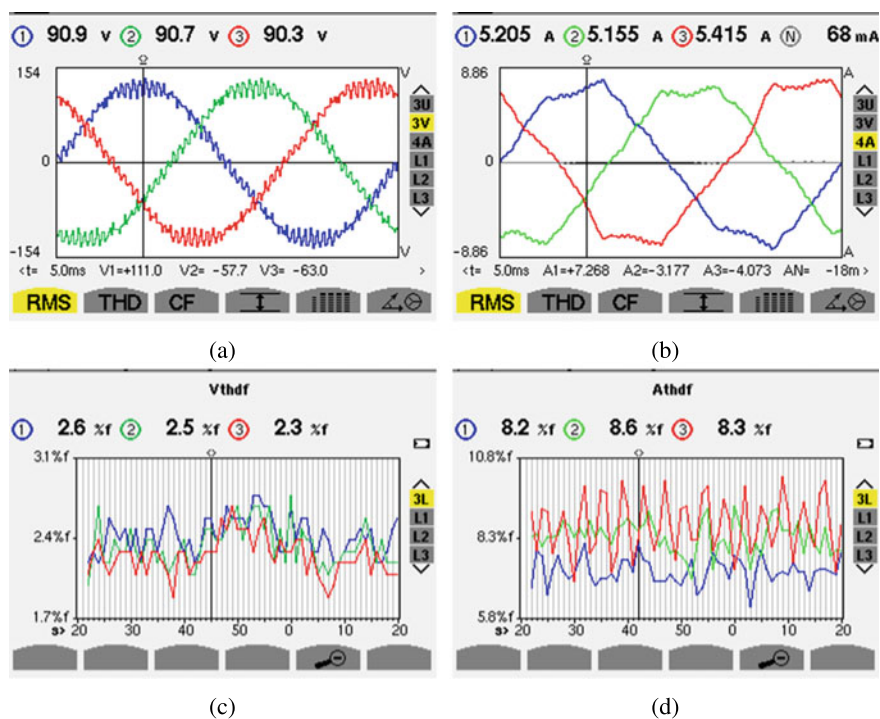 ① 90.9 V ② 90.7 V ③ 90.3 V
154
0
-154
V
V
3U
3V
4A
L1
L2
L3
<t= 5.0ms V1=+111.0 V2= -57.7 V3= -63.0 >
RMS THD CF
(a)
① 5.205 A ② 5.155 A ③ 5.415 A Ⓝ 68 mA
8.86
0
-8.86
A
A
3U
3V
4A
L1
L2
L3
<t= 5.0ms A1=+7.268 A2=-3.177 A3=-4.073 AN= -18m>
RMS THD CF
(b)
Vthdf
① 2.6 %f ② 2.5 %f ③ 2.3 %f
3.1%f
2.4%f
1.7%f
3L
L1
L2
L3
s> 20 30 40 50 0 10 20
(c)
Athdf
① 8.2 %f ② 8.6 %f ③ 8.3 %f
10.8%f
8.3%f
5.8%f
3L
L1
L2
L3
s> 20 30 40 50 0 10 20
(d)